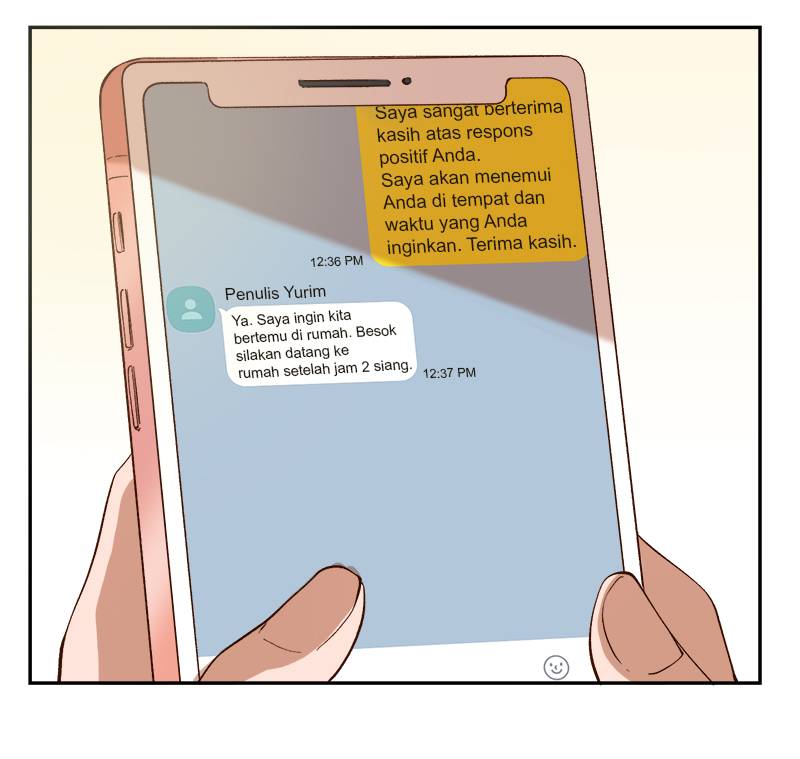 Saya sangat berterima
kasih atas respons
positif Anda.
Saya akan menemui
Anda di tempat dan
waktu yang Anda
inginkan. Terima kasih.
12:36 PM
Penulis Yurim
Ya. Saya ingin kita
bertemu di rumah. Besok
silakan datang ke
rumah setelah jam 2 siang.
12:37 PM